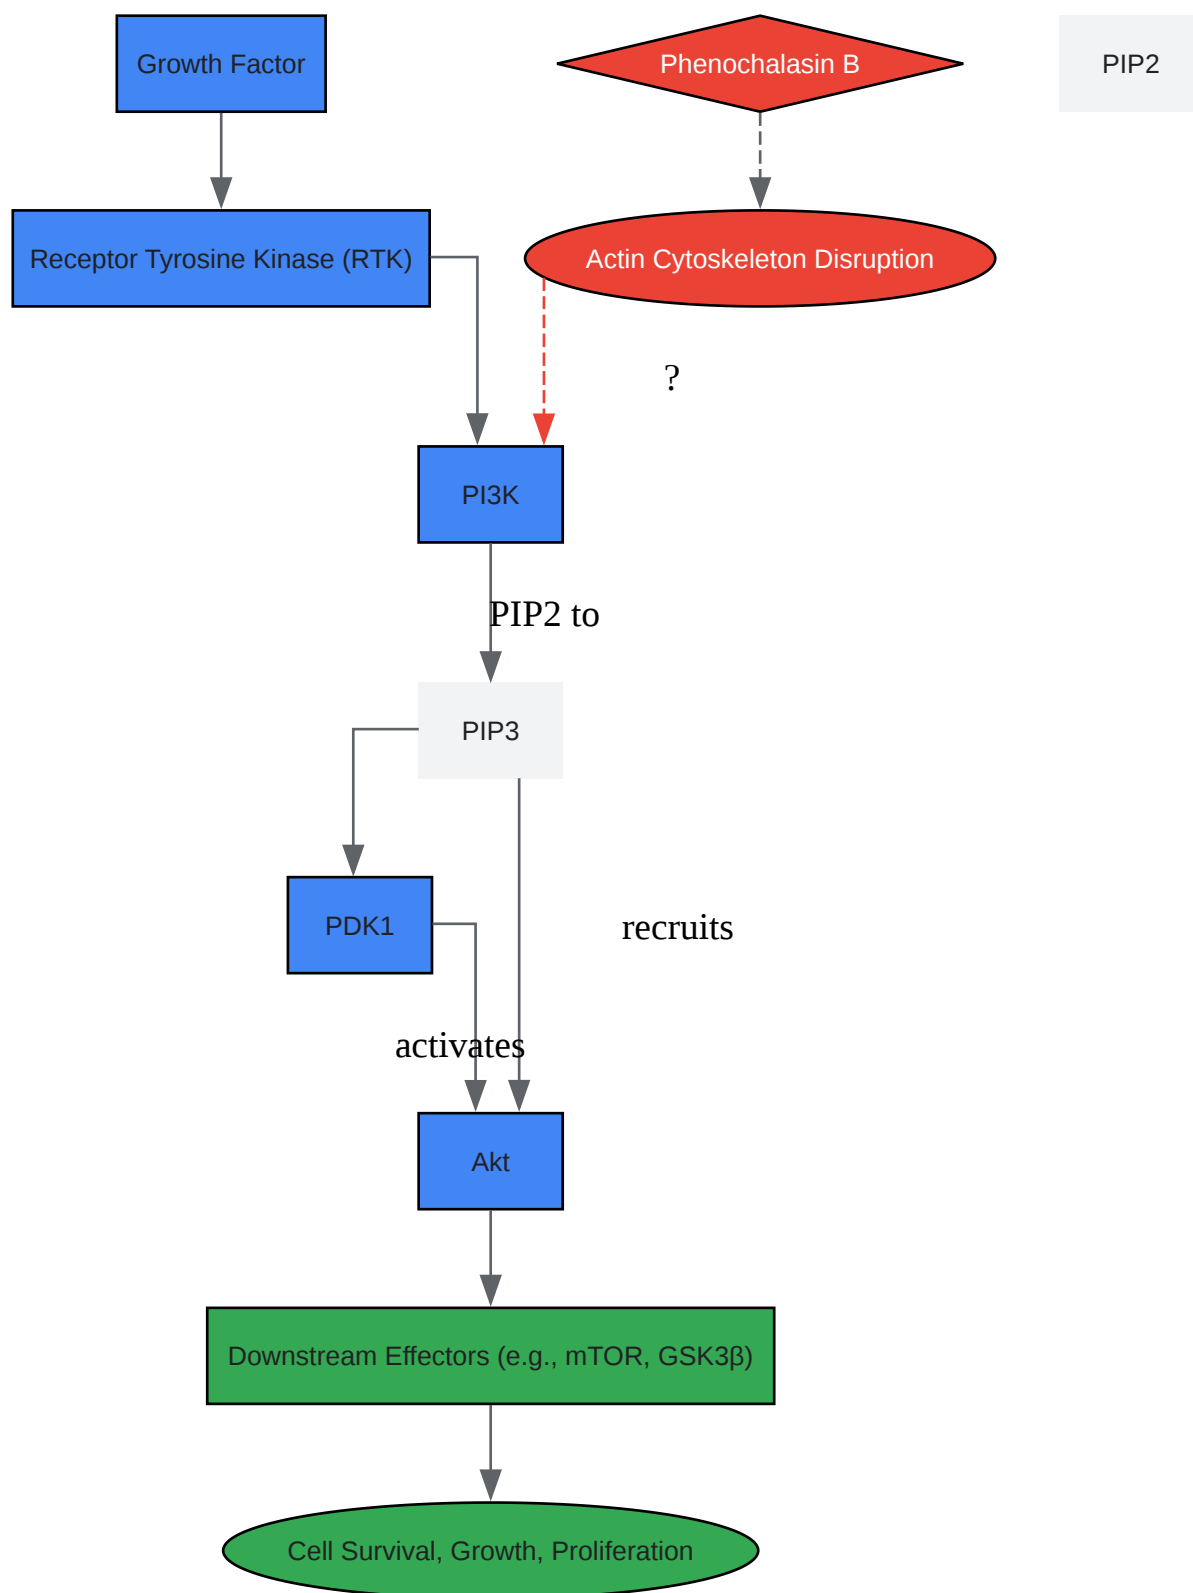 Growth Factor
Phenochalasin B
PIP2
Receptor Tyrosine Kinase (RTK)
Actin Cytoskeleton Disruption
?
PI3K
PIP2 to
PIP3
PDK1
recruits
activates
Akt
Downstream Effectors (e.g., mTOR, GSK3β)
Cell Survival, Growth, Proliferation